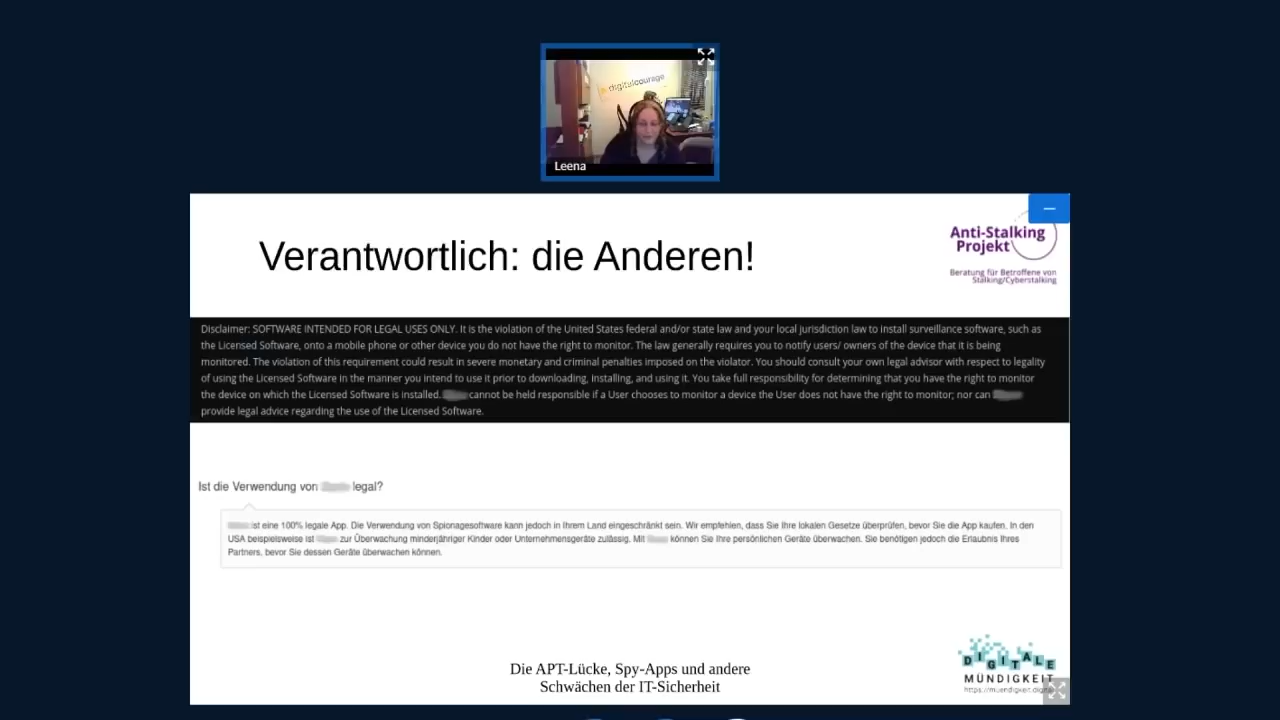 digitalcourage
Leena
Verantwortlich: die Anderen!
Anti-Stalking
Projekt
Beratung für Betroffene von
Stalking/Cyberstalking
Disclaimer: SOFTWARE INTENDED FOR LEGAL USES ONLY. It is the violation of the United States federal and/or state law and your local jurisdiction law to install surveillance software, such as
the Licensed Software, onto a mobile phone or other device you do not have the right to monitor. The law generally requires you to notify users/ owners of the device that it is being
monitored. The violation of this requirement could result in severe monetary and criminal penalties imposed on the violator. You should consult your own legal advisor with respect to legality
of using the Licensed Software in the manner you intend to use it prior to downloading, installing, and using it. You take full responsibility for determining that you have the right to monitor
the device on which the Licensed Software is installed. cannot be held responsible if a User chooses to monitor a device the User does not have the right to monitor; nor can
provide legal advice regarding the use of the Licensed Software.
Ist die Verwendung von legal?
ist eine 100% legale App. Die Verwendung von Spionagesoftware kann jedoch in Ihrem Land eingeschränkt sein. Wir empfehlen, dass Sie Ihre lokalen Gesetze überprüfen, bevor Sie die App kaufen. In den
USA beispielsweise ist zur Überwachung minderjähriger Kinder oder Unternehmensgeräte zulässig. Mit können Sie Ihre persönlichen Geräte überwachen. Sie benötigen jedoch die Erlaubnis Ihres
Partners, bevor Sie dessen Geräte überwachen können.
Die APT-Lücke, Spy-Apps und andere
Schwächen der IT-Sicherheit
DIGITALE
MÜNDIGKEIT